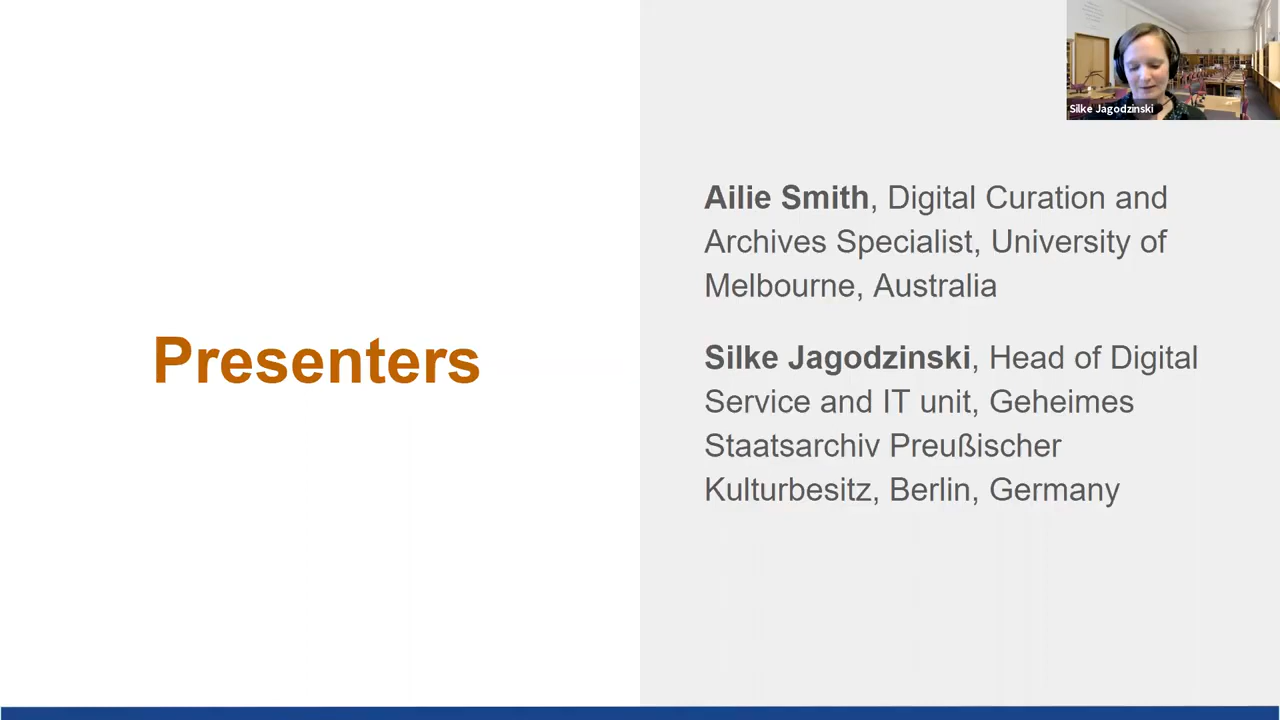 Silke Jagodzinski
Presenters
Ailie Smith, Digital Curation and
Archives Specialist, University of
Melbourne, Australia
Silke Jagodzinski, Head of Digital
Service and IT unit, Geheimes
Staatsarchiv Preußischer
Kulturbesitz, Berlin, Germany